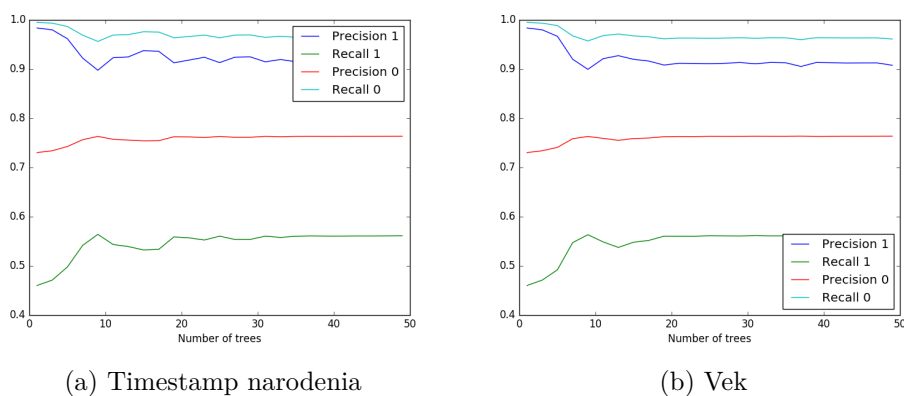 1.0
0.9
0.8
0.7
0.6
0.5
0.4
0 10 20 30 40 50
Number of trees
Precision 1
Recall 1
Precision 0
Recall 0
(a) Timestamp narodenia
1.0
0.9
0.8
0.7
0.6
0.5
0.4
0 10 20 30 40 50
Number of trees
Precision 1
Recall 1
Precision 0
Recall 0
(b) Vek